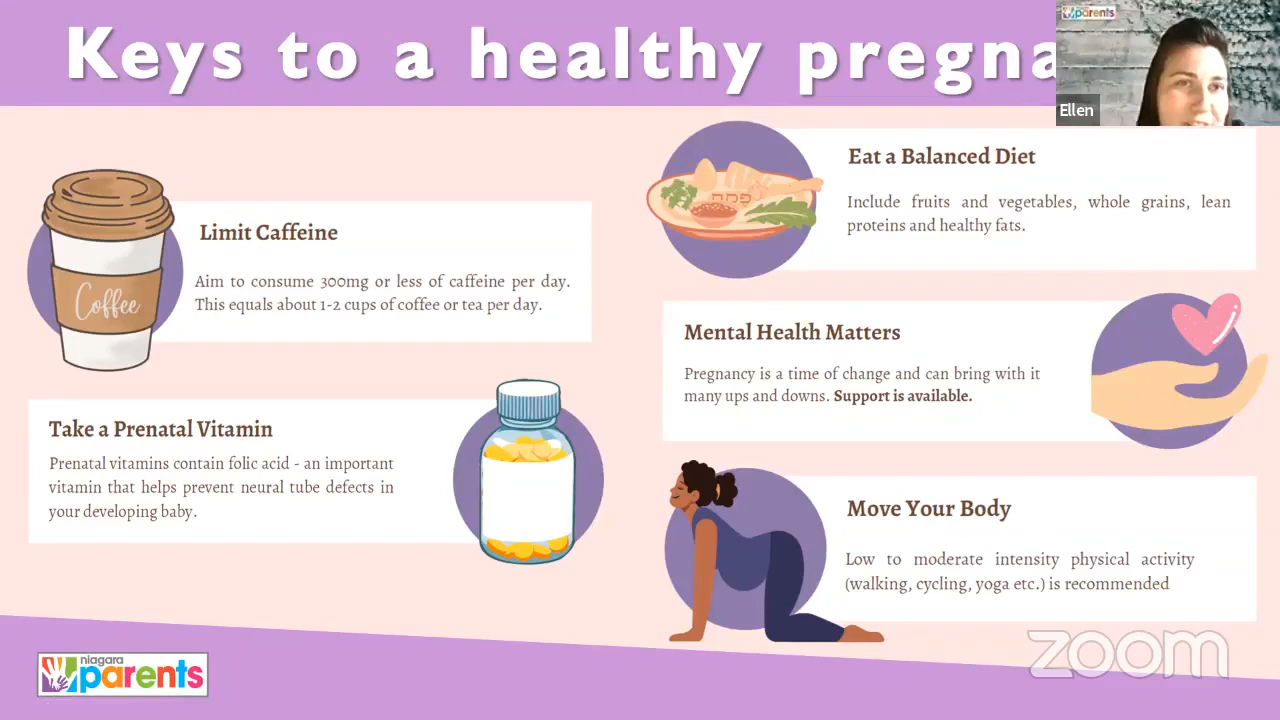 Keys to a healthy pregna
parents
Ellen
Coffee
Limit Caffeine
Aim to consume 300mg or less of caffeine per day.
This equals about 1-2 cups of coffee or tea per day.
Take a Prenatal Vitamin
Prenatal vitamins contain folic acid - an important
vitamin that helps prevent neural tube defects in
your developing baby.
פסח
Eat a Balanced Diet
Include fruits and vegetables, whole grains, lean
proteins and healthy fats.
Mental Health Matters
Pregnancy is a time of change and can bring with it
many ups and downs. Support is available.
Move Your Body
Low to moderate intensity physical activity
(walking, cycling, yoga etc.) is recommended
niagara
parents
zoom